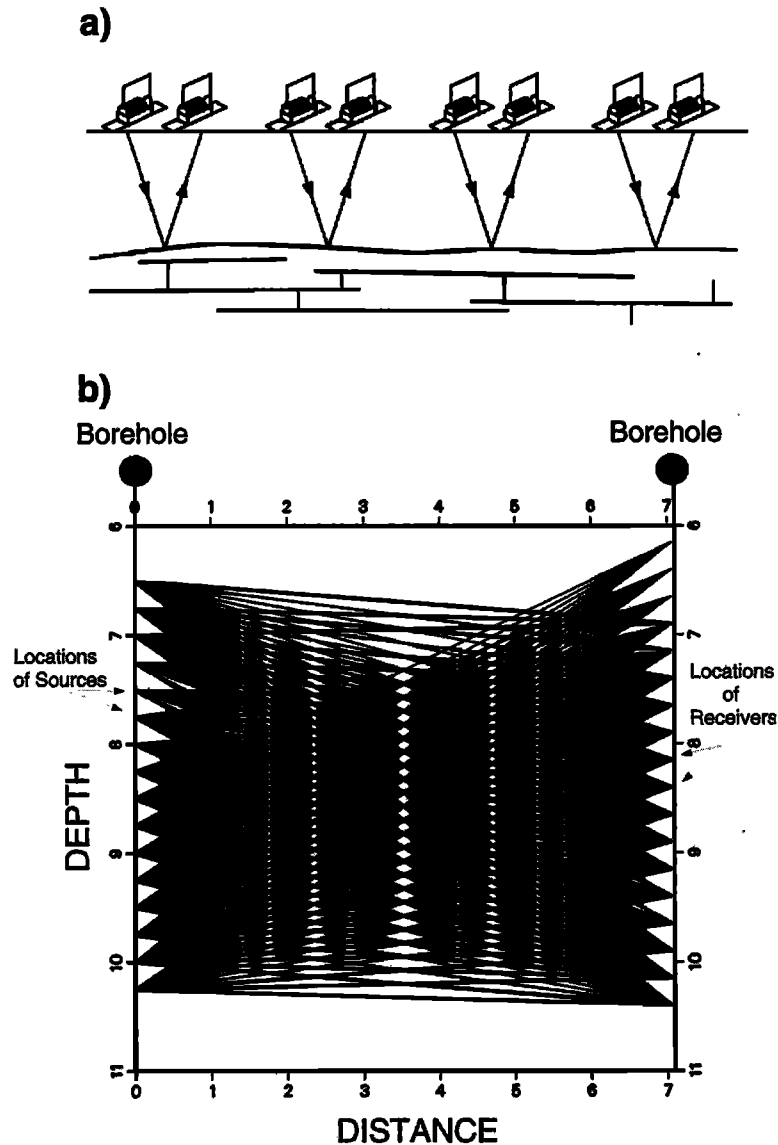 a)
b)
Borehole
Borehole
0 1 2 3 4 5 6 7
6
7
8
9
10
11
Locations
of Sources
DEPTH
6
7
8
9
10
11
Locations
of
Receivers
0 1 2 3 4 5 6 7
DISTANCE